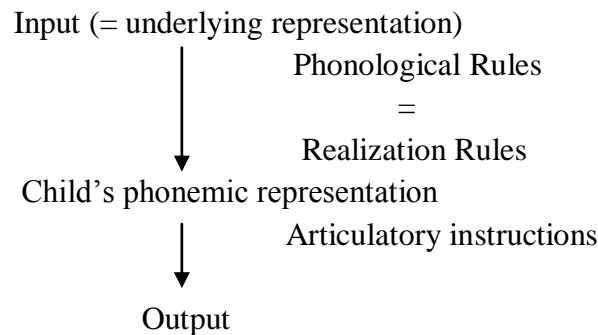 Input (= underlying representation)
Phonological Rules
=
Realization Rules
Child’s phonemic representation
Articulatory instructions
Output